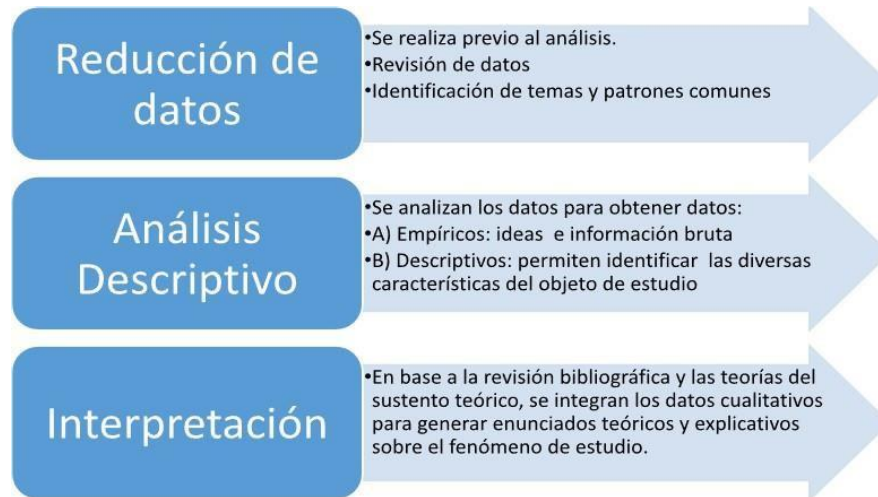 Reducción de
datos
•Se realiza previo al análisis.
•Revisión de datos
•Identificación de temas y patrones comunes
Análisis
Descriptivo
•Se analizan los datos para obtener datos:
•A) Empíricos: ideas e información bruta
•B) Descriptivos: permiten identificar las diversas
características del objeto de estudio
Interpretación
•En base a la revisión bibliográfica y las teorías del
sustento teórico, se integran los datos cualitativos
para generar enunciados teóricos y explicativos
sobre el fenómeno de estudio.